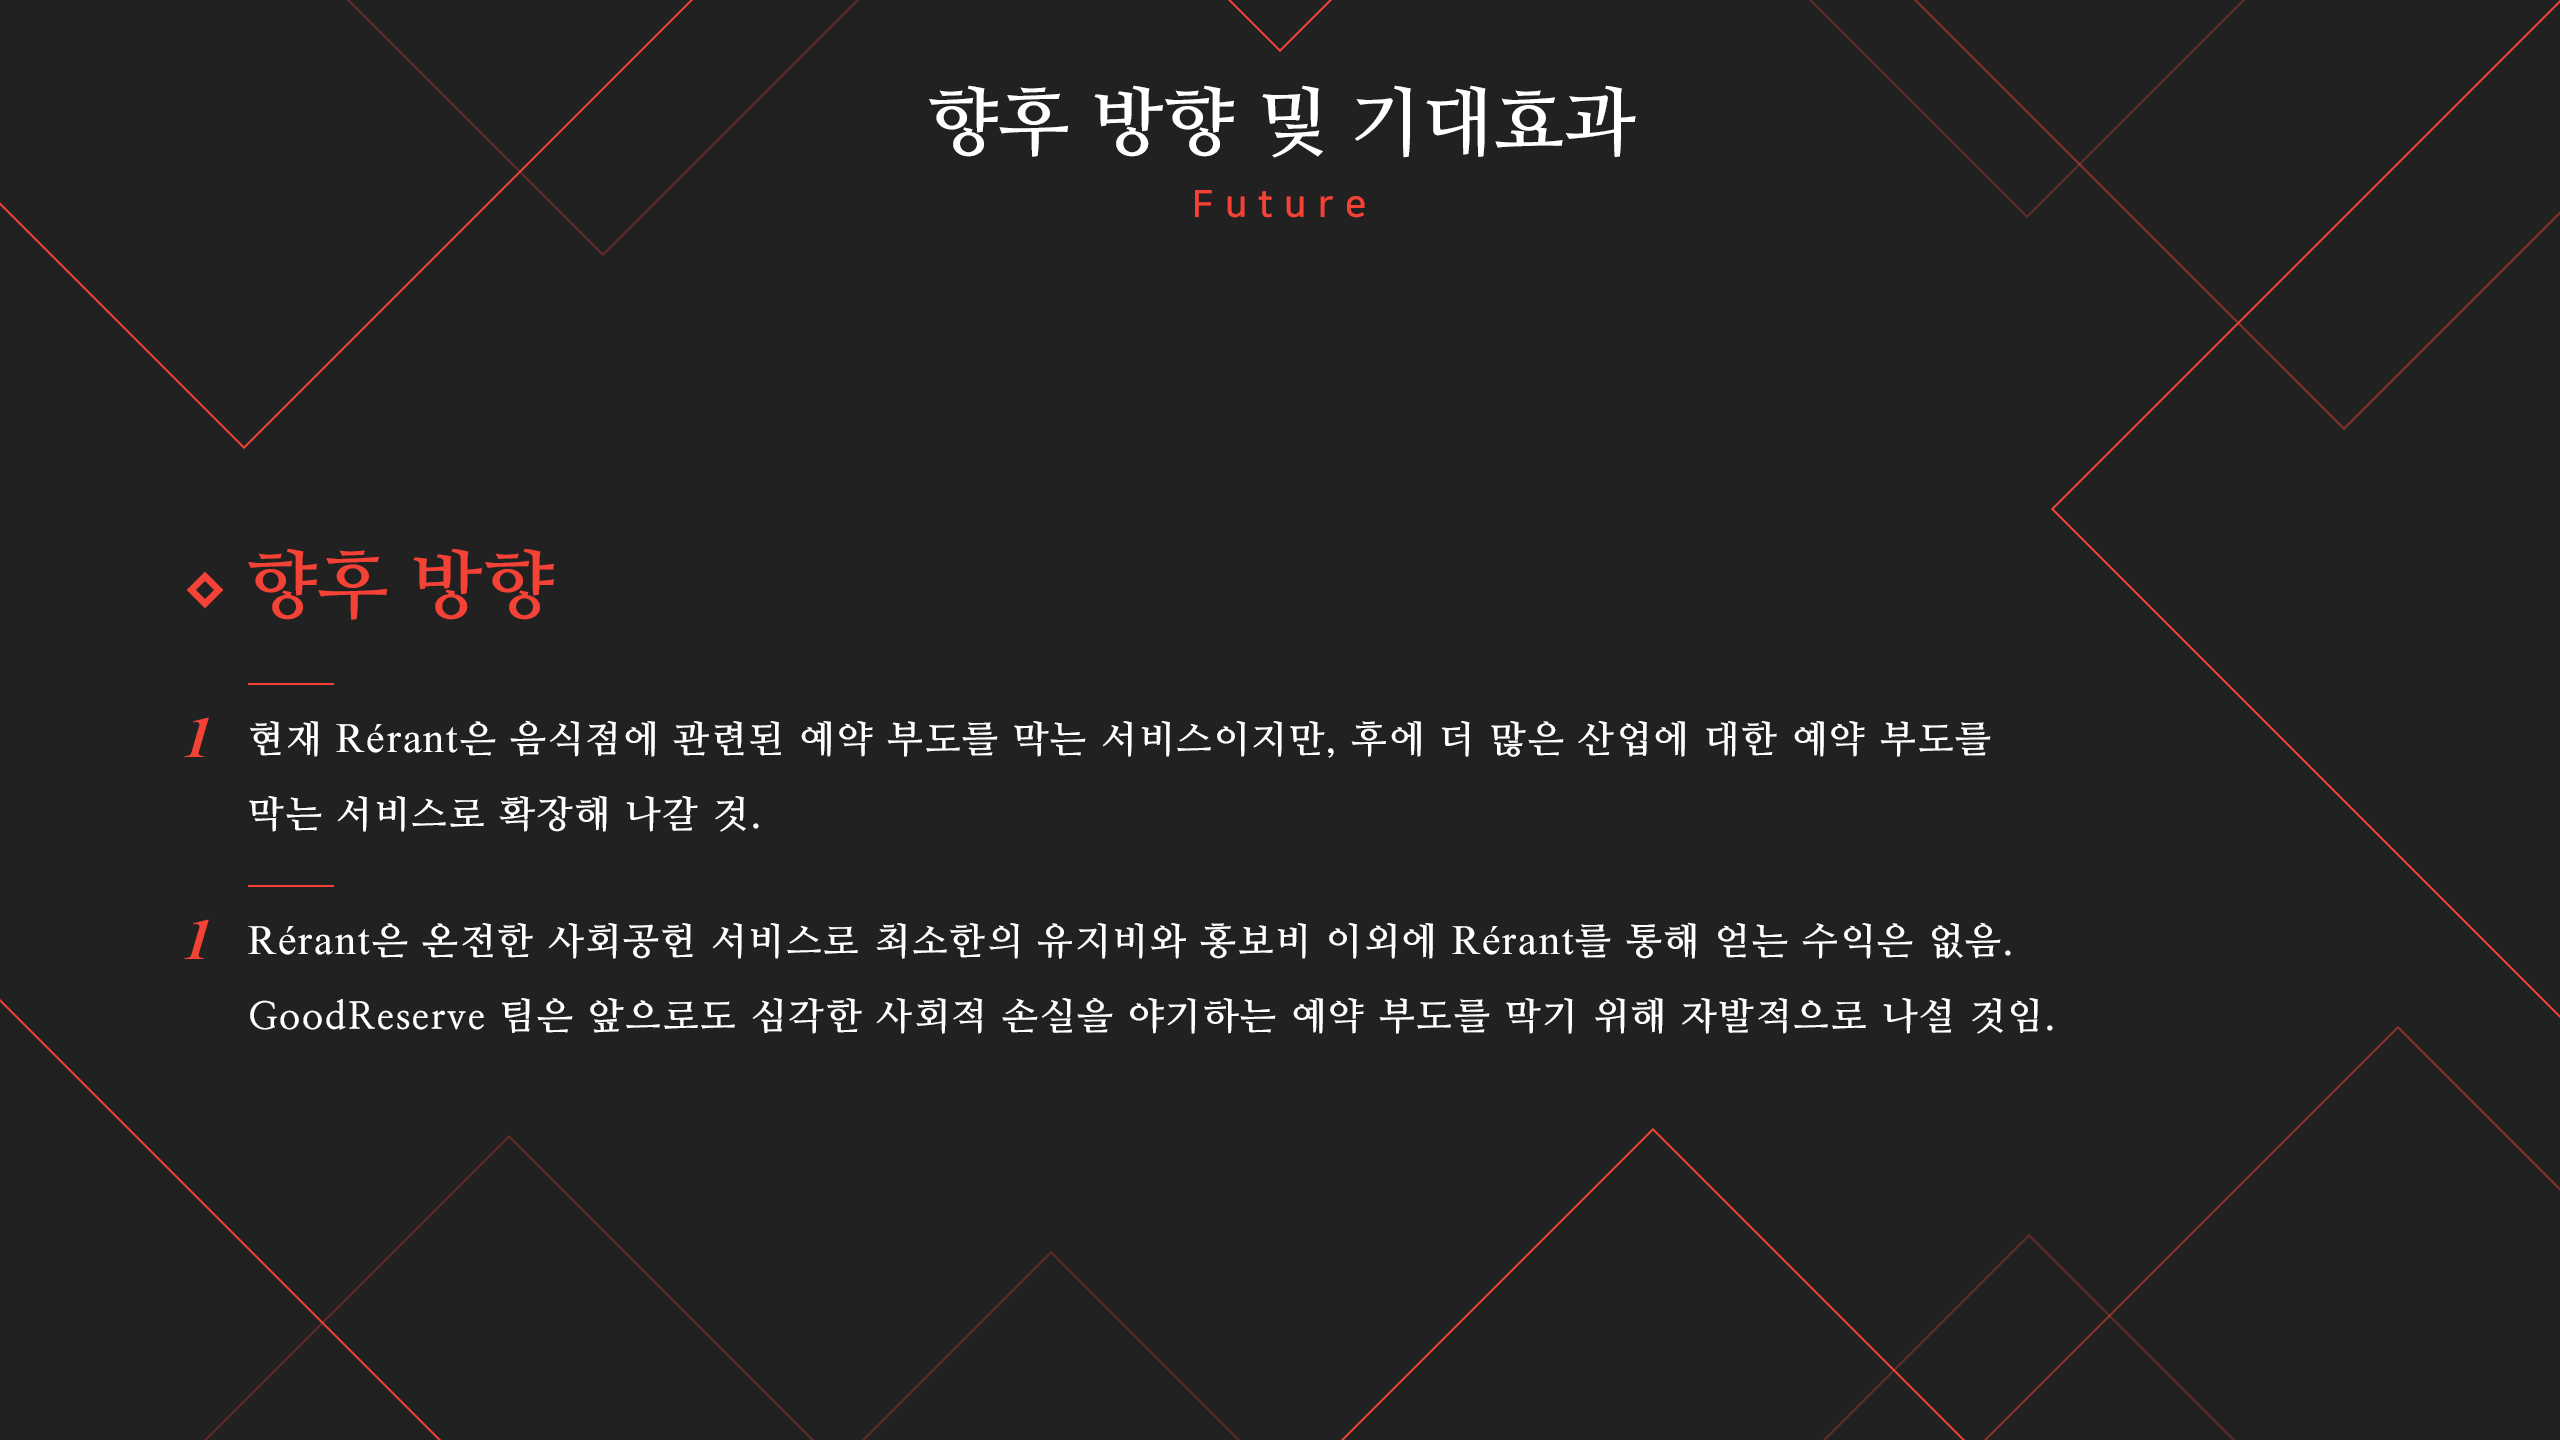 향후 방향 및 기대효과
Future
향후 방향
1 현재 Rérant은 음식점에 관련된 예약 부도를 막는 서비스이지만, 후에 더 많은 산업에 대한 예약 부도를
막는 서비스로 확장해 나갈 것.
1 Rérant은 온전한 사회공헌 서비스로 최소한의 유지비와 홍보비 이외에 Rérant를 통해 얻는 수익은 없음.
GoodReserve 팀은 앞으로도 심각한 사회적 손실을 야기하는 예약 부도를 막기 위해 자발적으로 나설 것임.